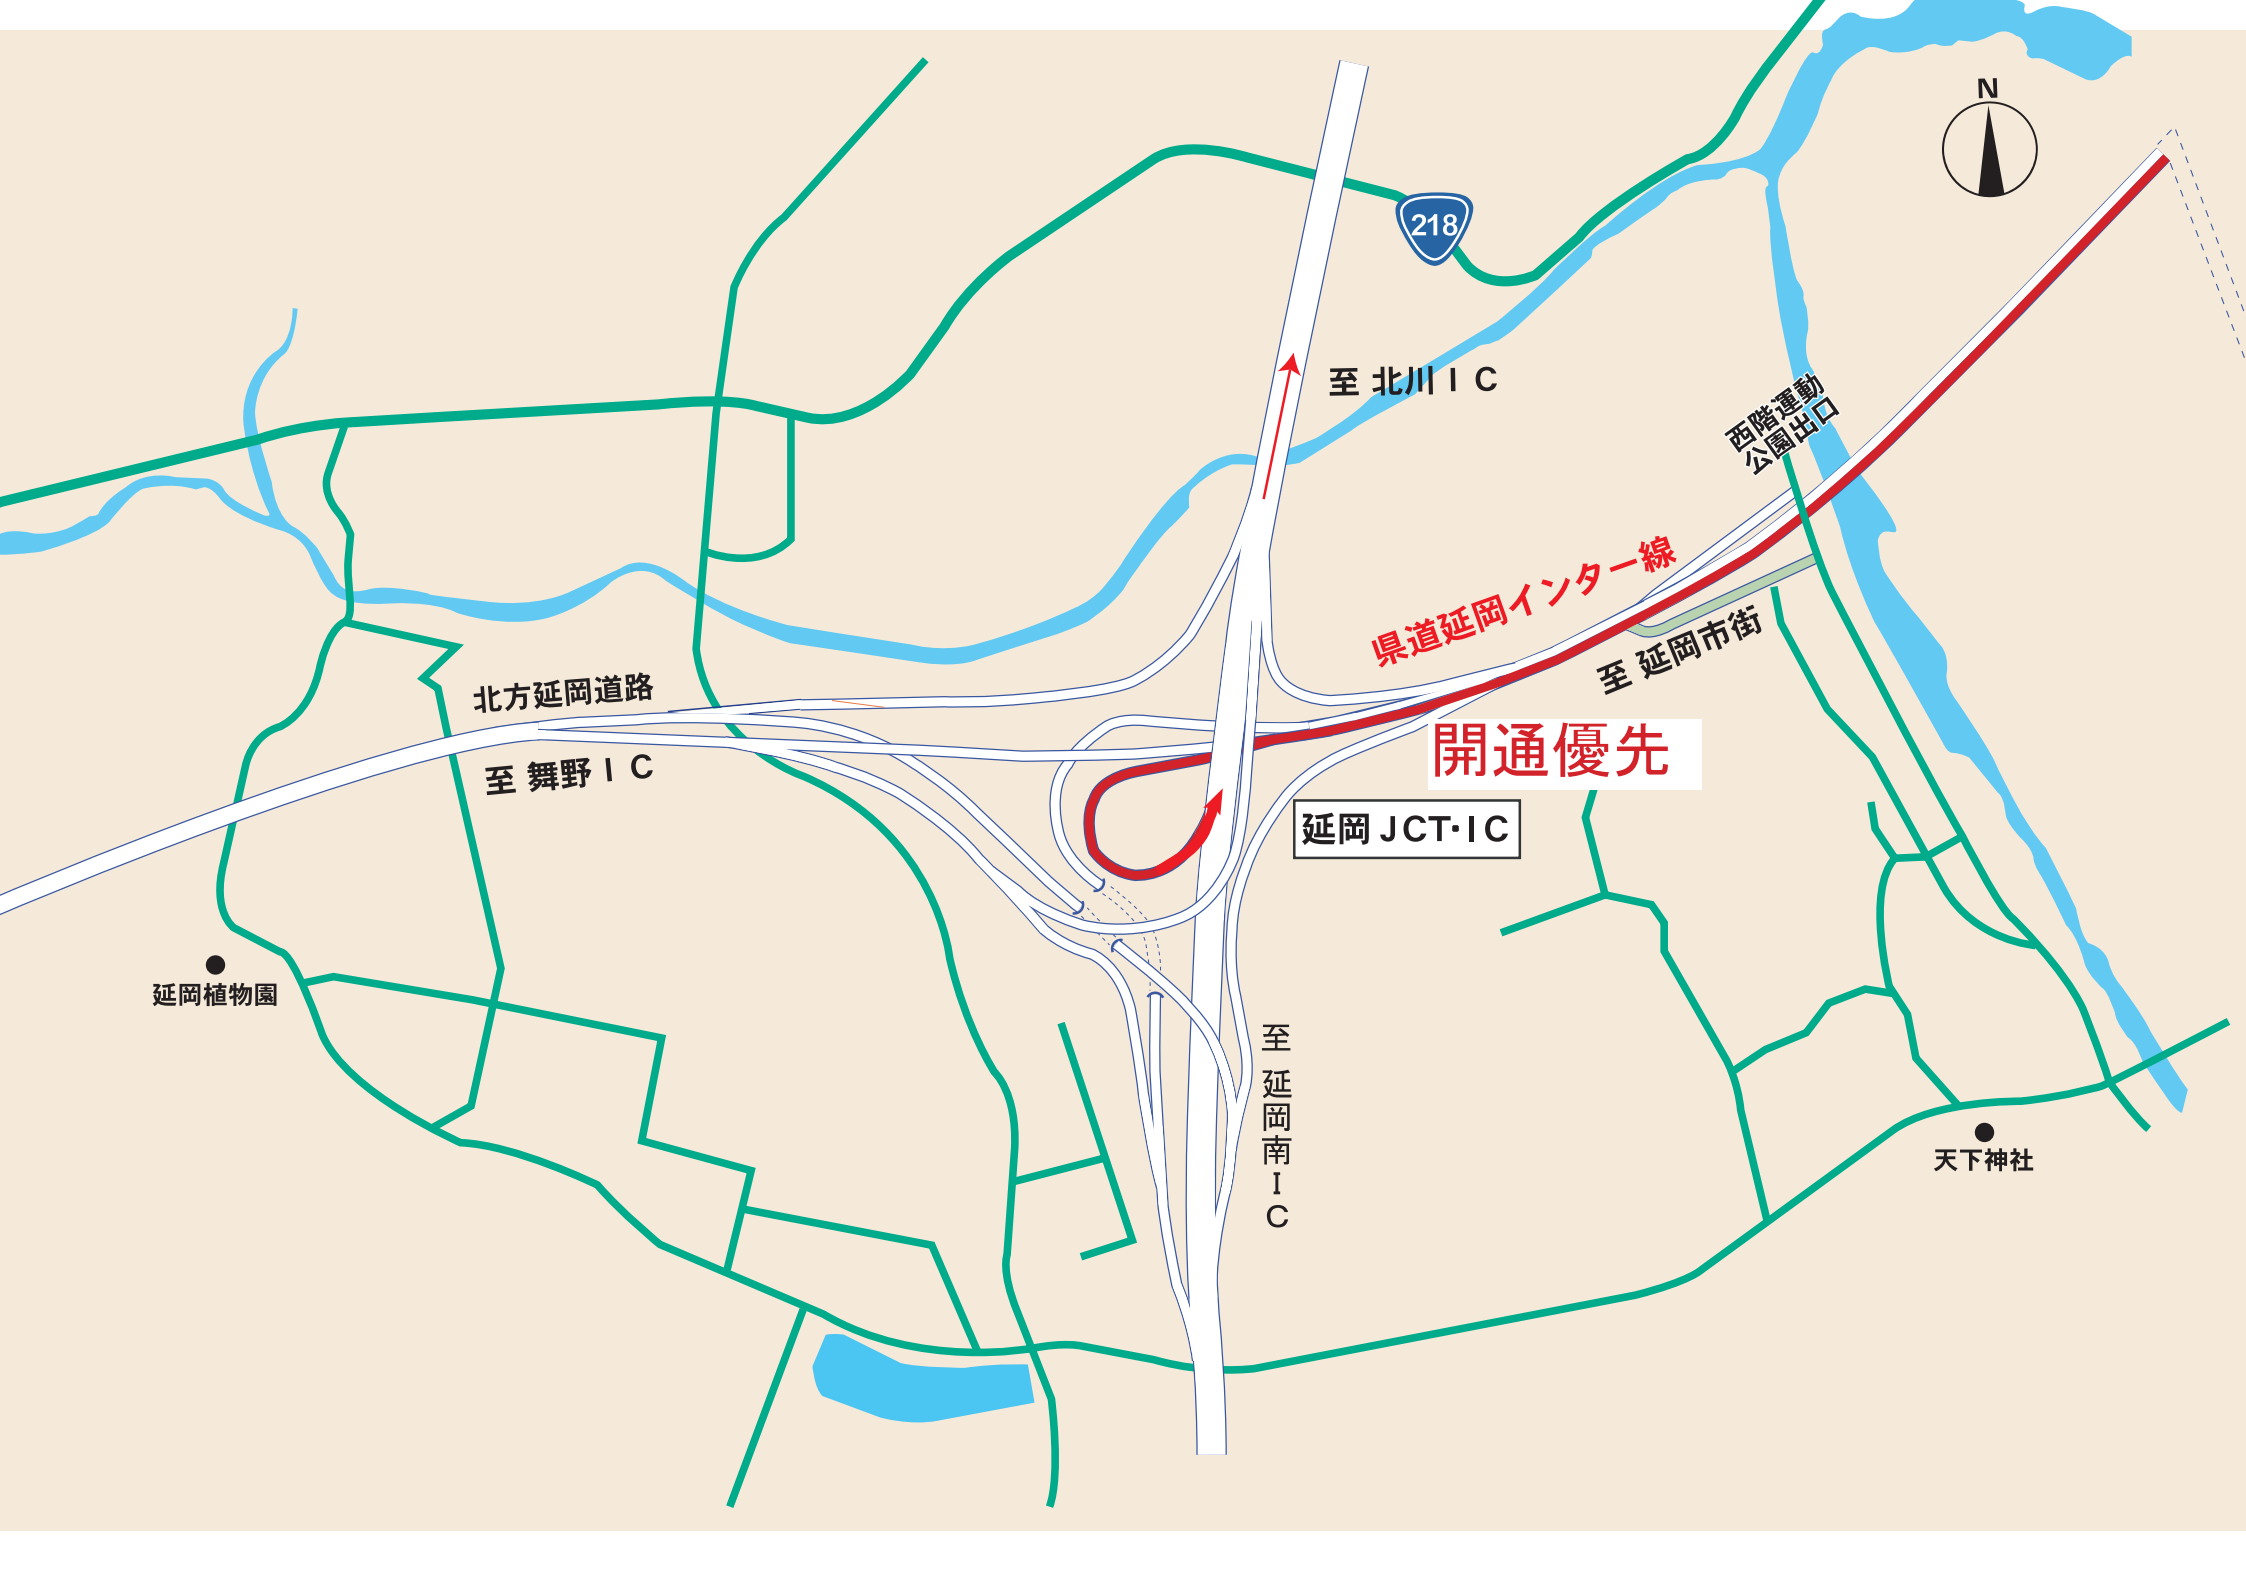 N
218
至 北川ＩＣ
西階運動
公園出口
県道延岡インター線
至 延岡市街
北方延岡道路
至 舞野ＩＣ
開通優先
延岡 JCT･IC
延岡植物園
至 延岡南ＩＣ
天下神社